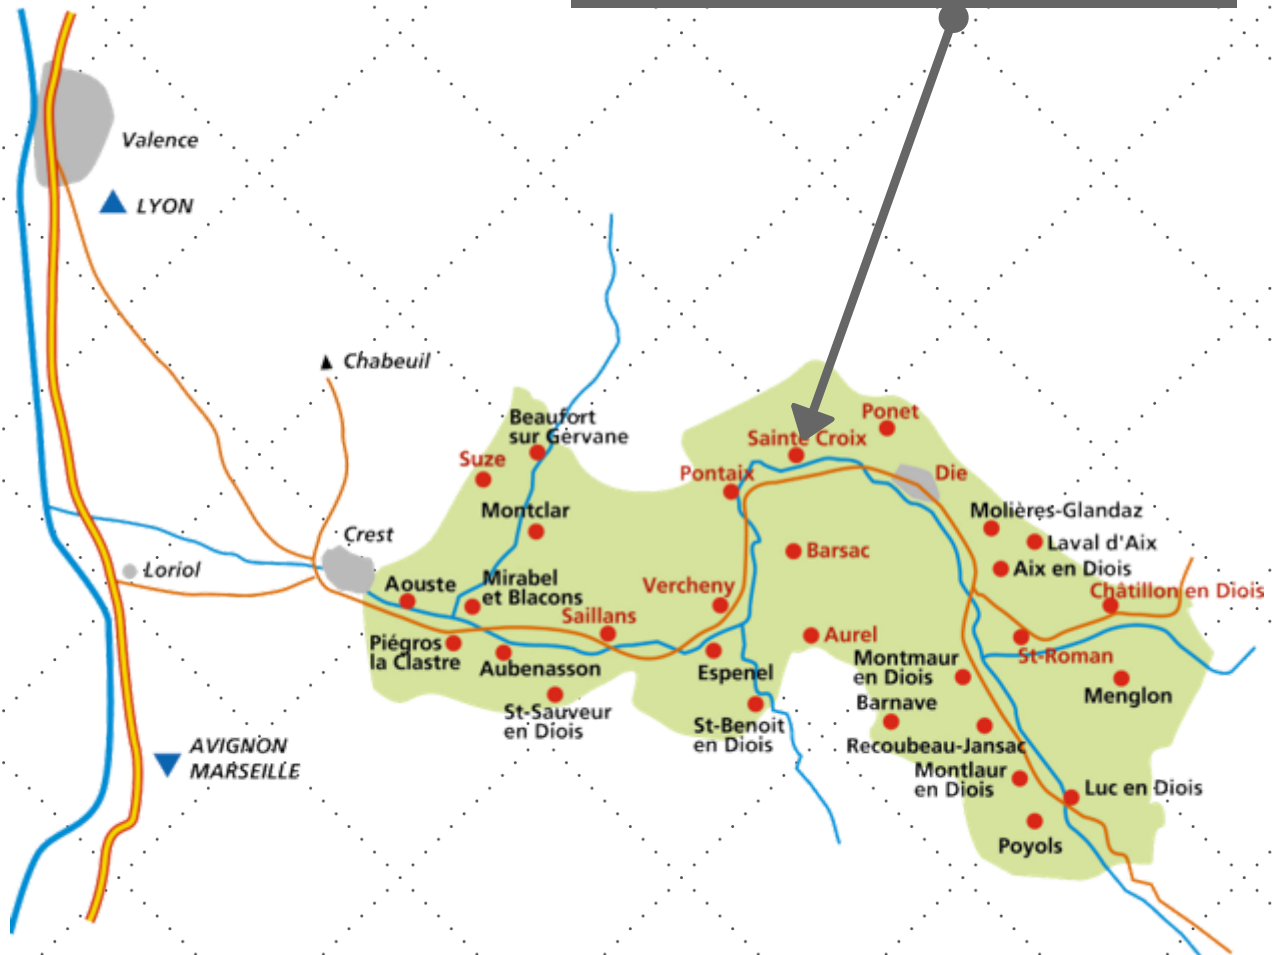 Valence
LYON
Chabeuil
Beaufort
sur Gervane
Ponet
Sainte Croix
Suze
Pontaix
Die
Montclar
Molières-Glandaz
Crest
Laval d'Aix
Barsac
Loriol
Aix en Diois
Aouste
Mirabel
et Blacons
Vercheny
Châtillon en Diois
Saillans
Aurel
Piégros
la Clastre
Aubenasson
Espenel
Montmaur
en Diois
St-Roman
Menglon
St-Sauveur
en Diois
St-Benoit
en Diois
Barnave
Recoubeau-Jansac
AVIGNON
MARSEILLE
Montlaur
en Diois
Luc en Diois
Poyols